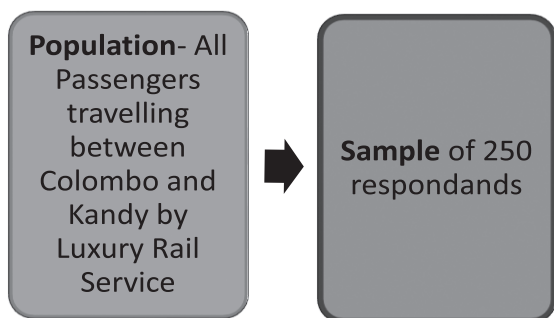 Population- All
Passengers
travelling
between
Colombo and
Kandy by
Luxury Rail
Service
Sample of 250
respondands